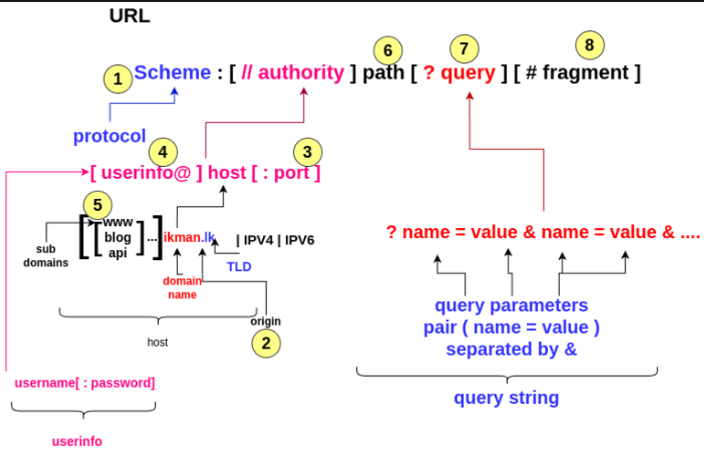 URL
6
7
8
1
Scheme : [ // authority ] path [ ? query ] [ # fragment ]
protocol
4
3
[ userinfo@ ] host [ : port ]
5
www
blog
api
...
ikman.lk
| IPV4 | IPV6
sub
domains
TLD
domain
name
origin
2
host
? name = value & name = value & ....
query parameters
pair ( name = value )
separated by &
query string
username[ : password]
userinfo